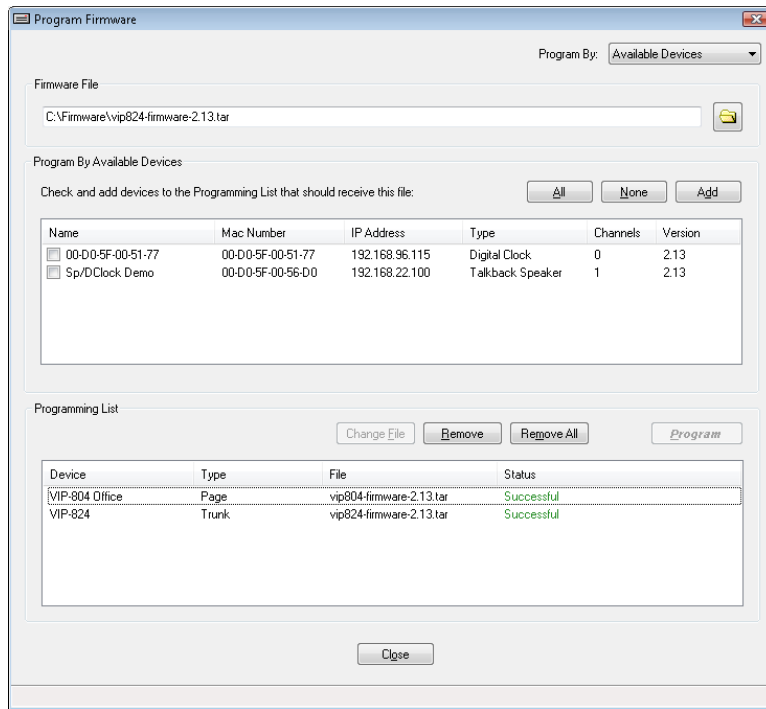 Program Firmware
Program By: Available Devices
Firmware File
C:\Firmware\vip824-firmware-2.13.tar
Program By Available Devices
Check and add devices to the Programming List that should receive this file: All None Add
Name Mac Number IP Address Type Channels Version
00-D0-5F-00-51-77 00-D0-5F-00-51-77 192.168.96.115 Digital Clock 0 2.13
Sp/DClock Demo 00-D0-5F-00-56-D0 192.168.22.100 Talkback Speaker 1 2.13
Programming List
Change File Remove Remove All Program
Device Type File Status
VIP-804 Office Page vip804-firmware-2.13.tar Successful
VIP-824 Trunk vip824-firmware-2.13.tar Successful
Close